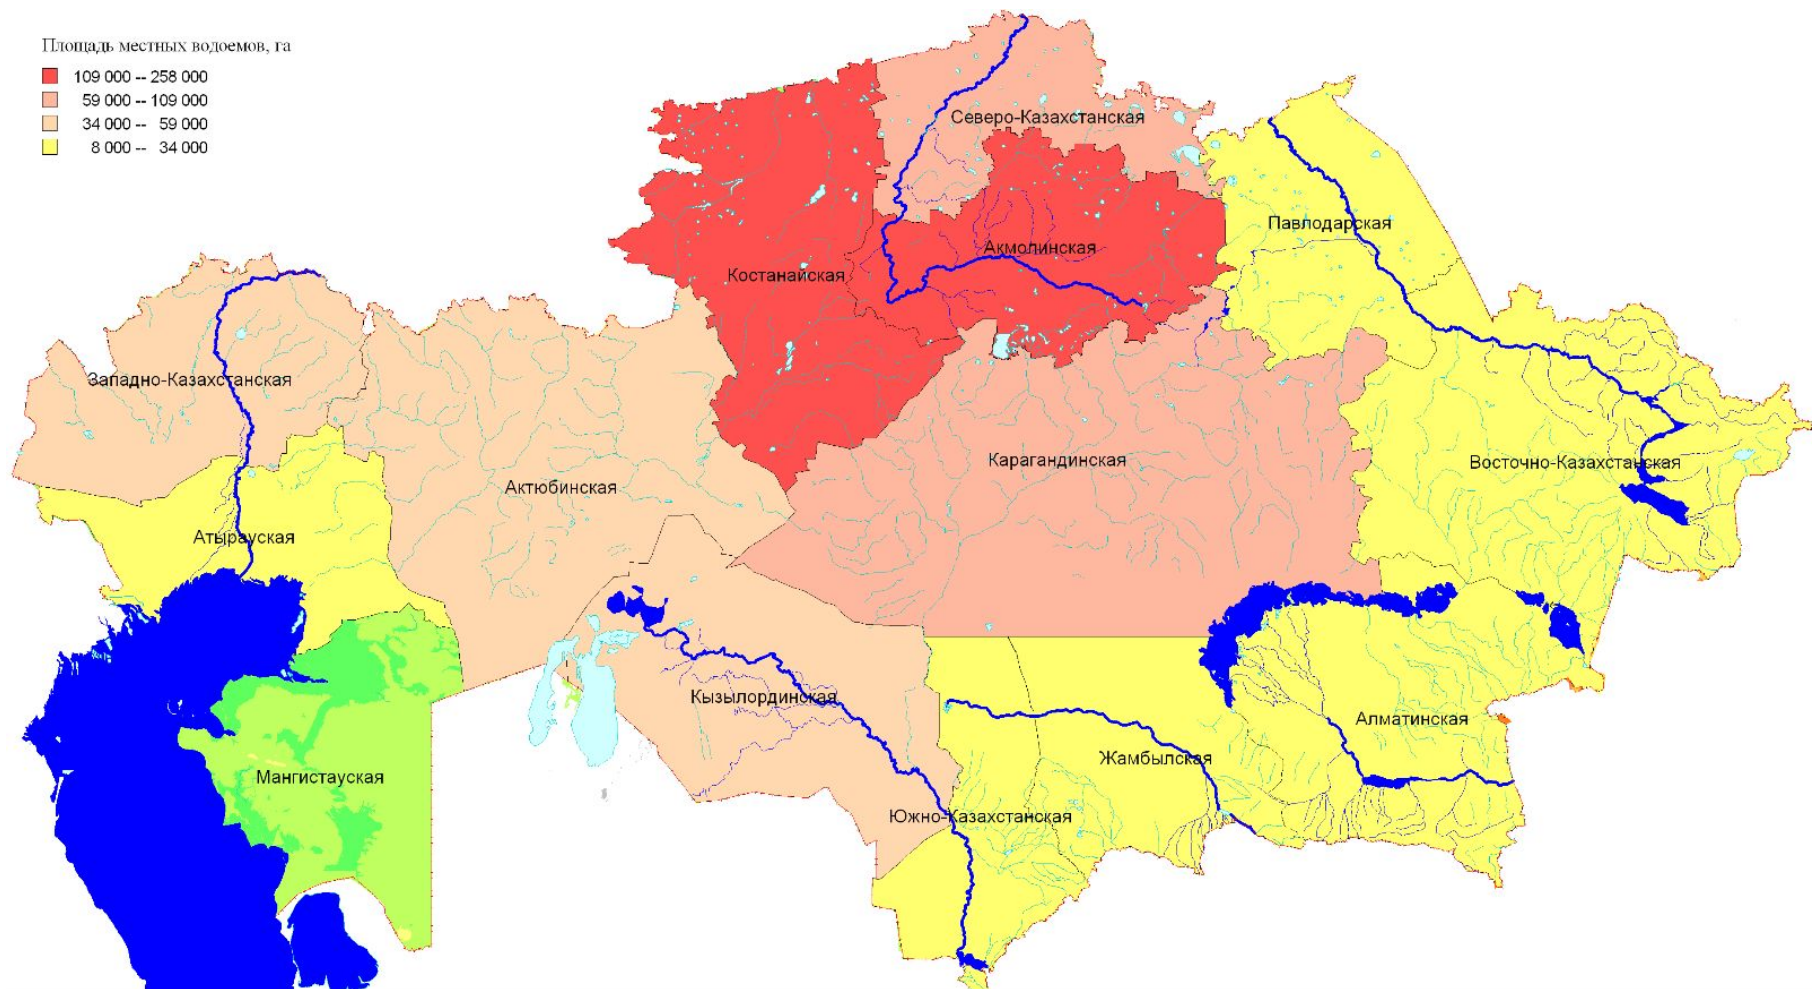 Площадь местных водоемов, га
109 000 -- 258 000
59 000 -- 109 000
34 000 -- 59 000
8 000 -- 34 000
Северо-Казахстанская
Павлодарская
Акмолинская
Костанайская
Западно-Казахстанская
Карагандинская
Восточно-Казахстанская
Актюбинская
Атырауская
Кызылординская
Алматинская
Жамбылская
Мангистауская
Южно-Казахстанская